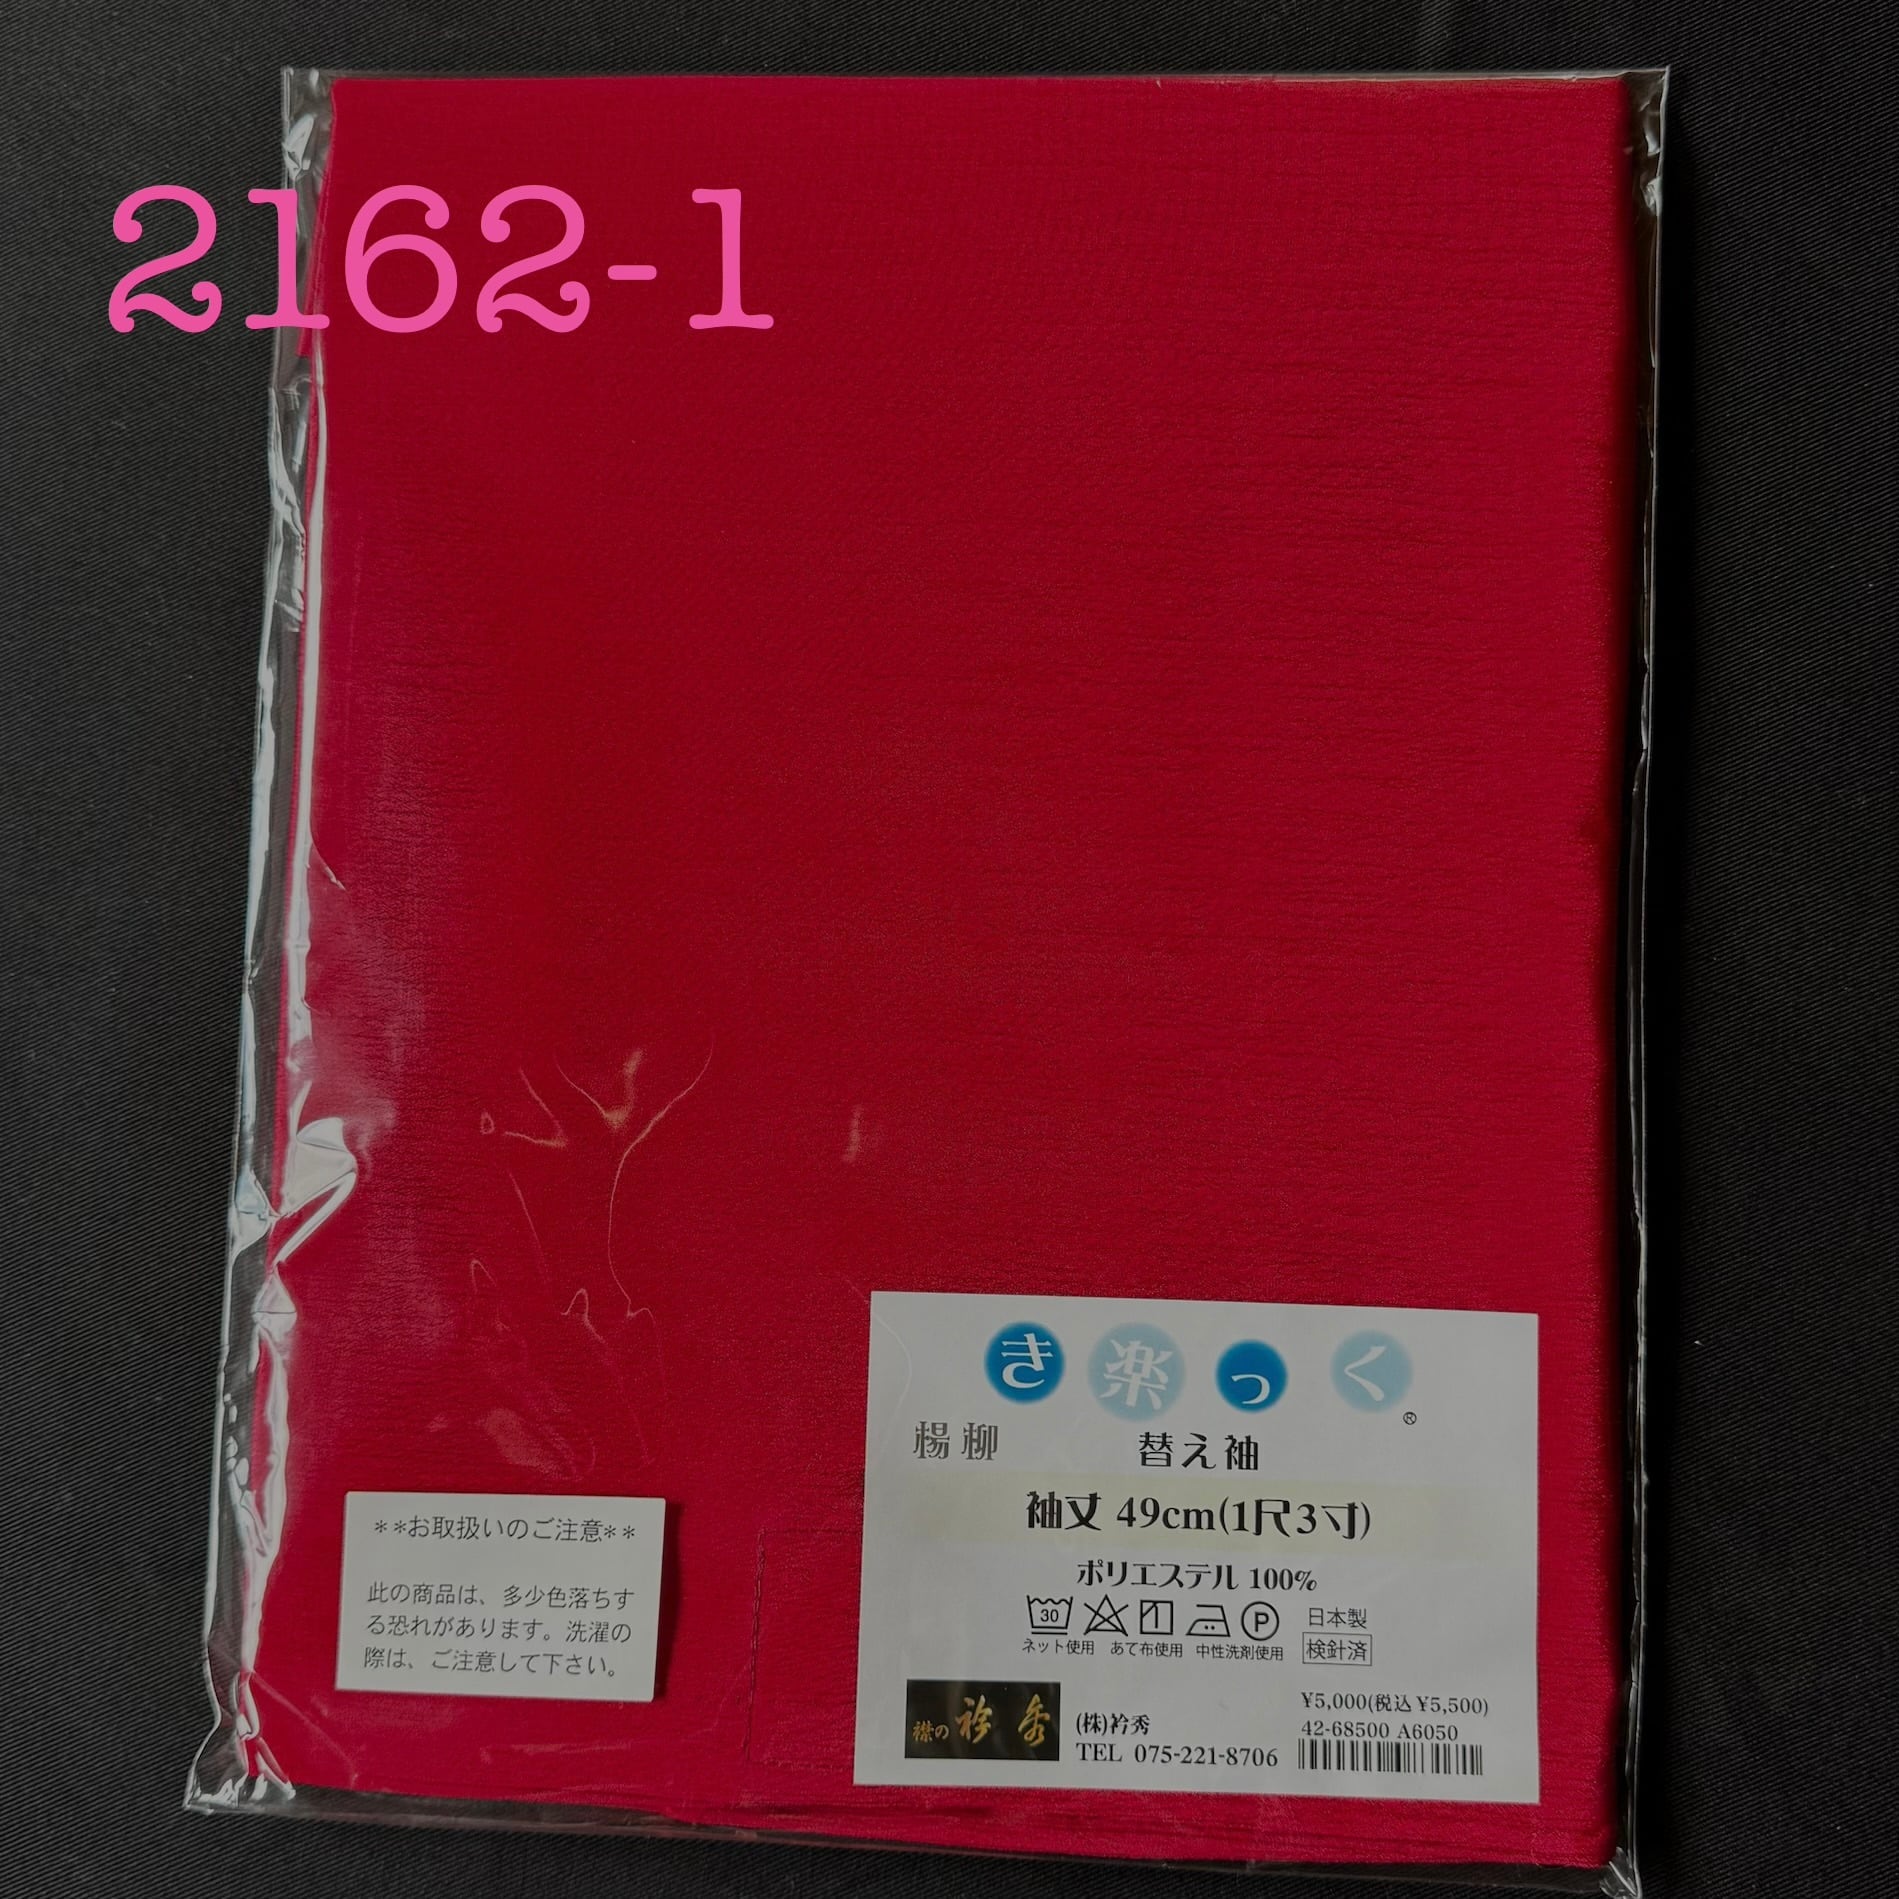 2162-1
き楽っく
®
楊柳 替え袖
袖丈 49cm(1尺3寸)
ポリエステル 100%
30 P 日本製
ネット使用 あて布使用 中性洗剤使用 検針済
襟の 衿秀
(株)衿秀
TEL 075-221-8706
¥5,000(税込 ¥5,500)
42-68500 A6050
**お取扱いのご注意**
此の商品は、多少色落ちす
る恐れがあります。洗濯の
際は、ご注意して下さい。